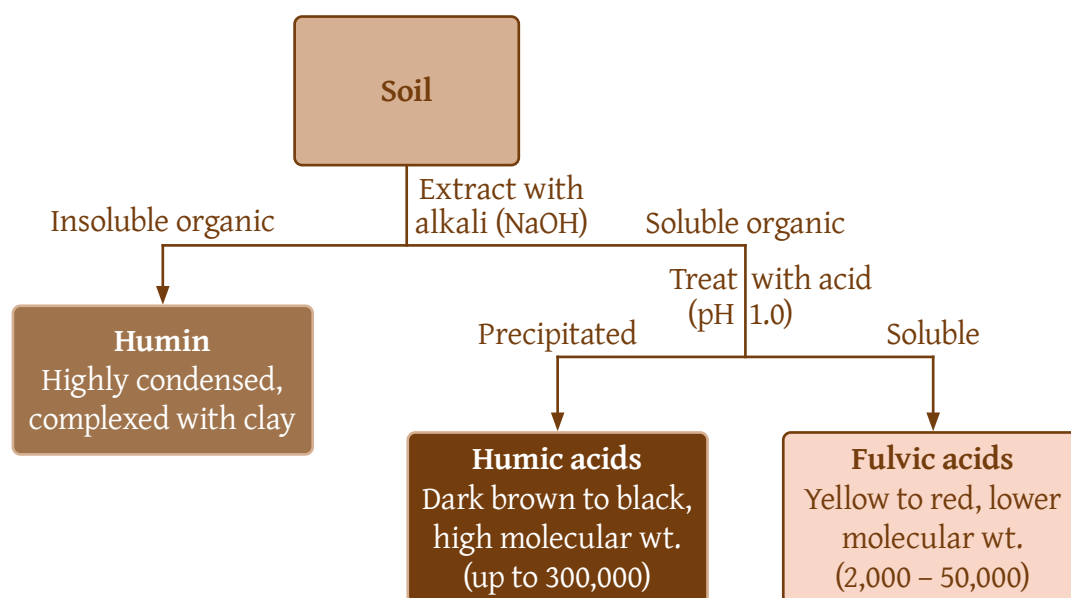 Soil
Extract with
alkali (NaOH)
Insoluble organic
Soluble organic
Treat with acid
(pH 1.0)
Precipitated
Soluble
Humin
Highly condensed,
complexed with clay
Humic acids
Dark brown to black,
high molecular wt.
(up to 300,000)
Fulvic acids
Yellow to red, lower
molecular wt.
(2,000 – 50,000)